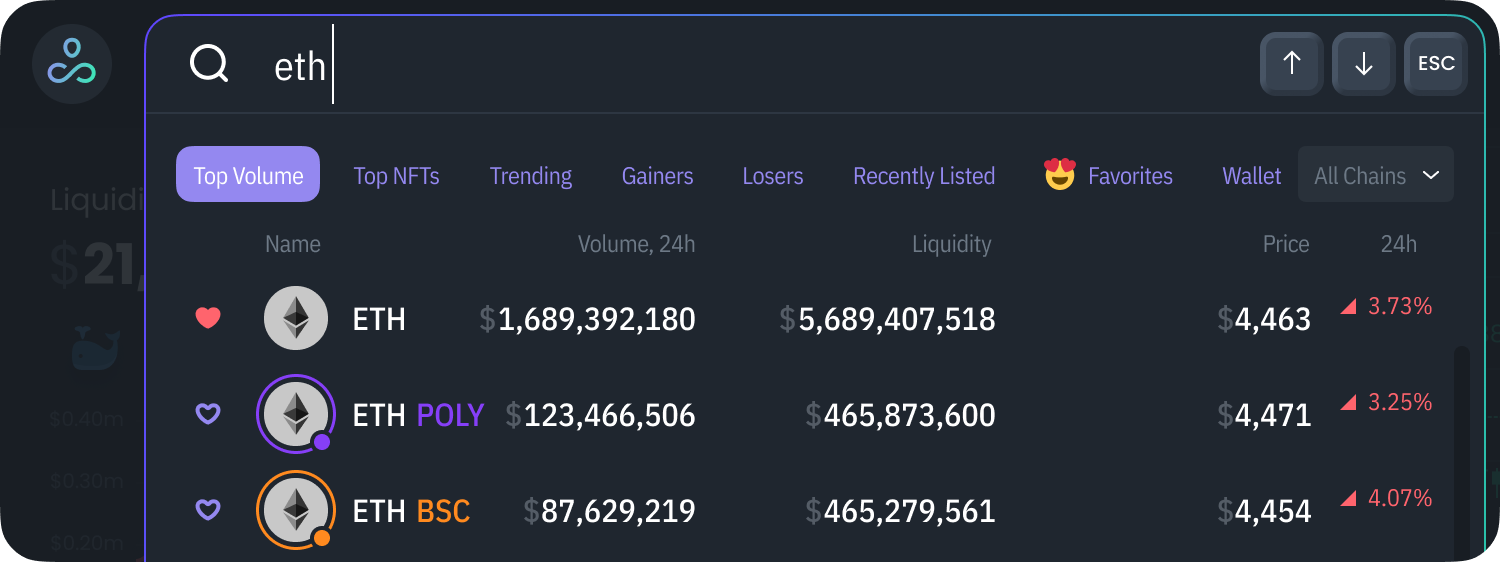 eth
ESC
Top Volume Top NFTs Trending Gainers Losers Recently Listed Favorites Wallet All Chains
Liquidi
Name Volume, 24h Liquidity Price 24h
$21,
ETH $1,689,392,180 $5,689,407,518 $4,463 3.73%
ETH POLY $123,466,506 $465,873,600 $4,471 3.25%
$0.40m
$0.30m
ETH BSC $87,629,219 $465,279,561 $4,454 4.07%
$0.20m